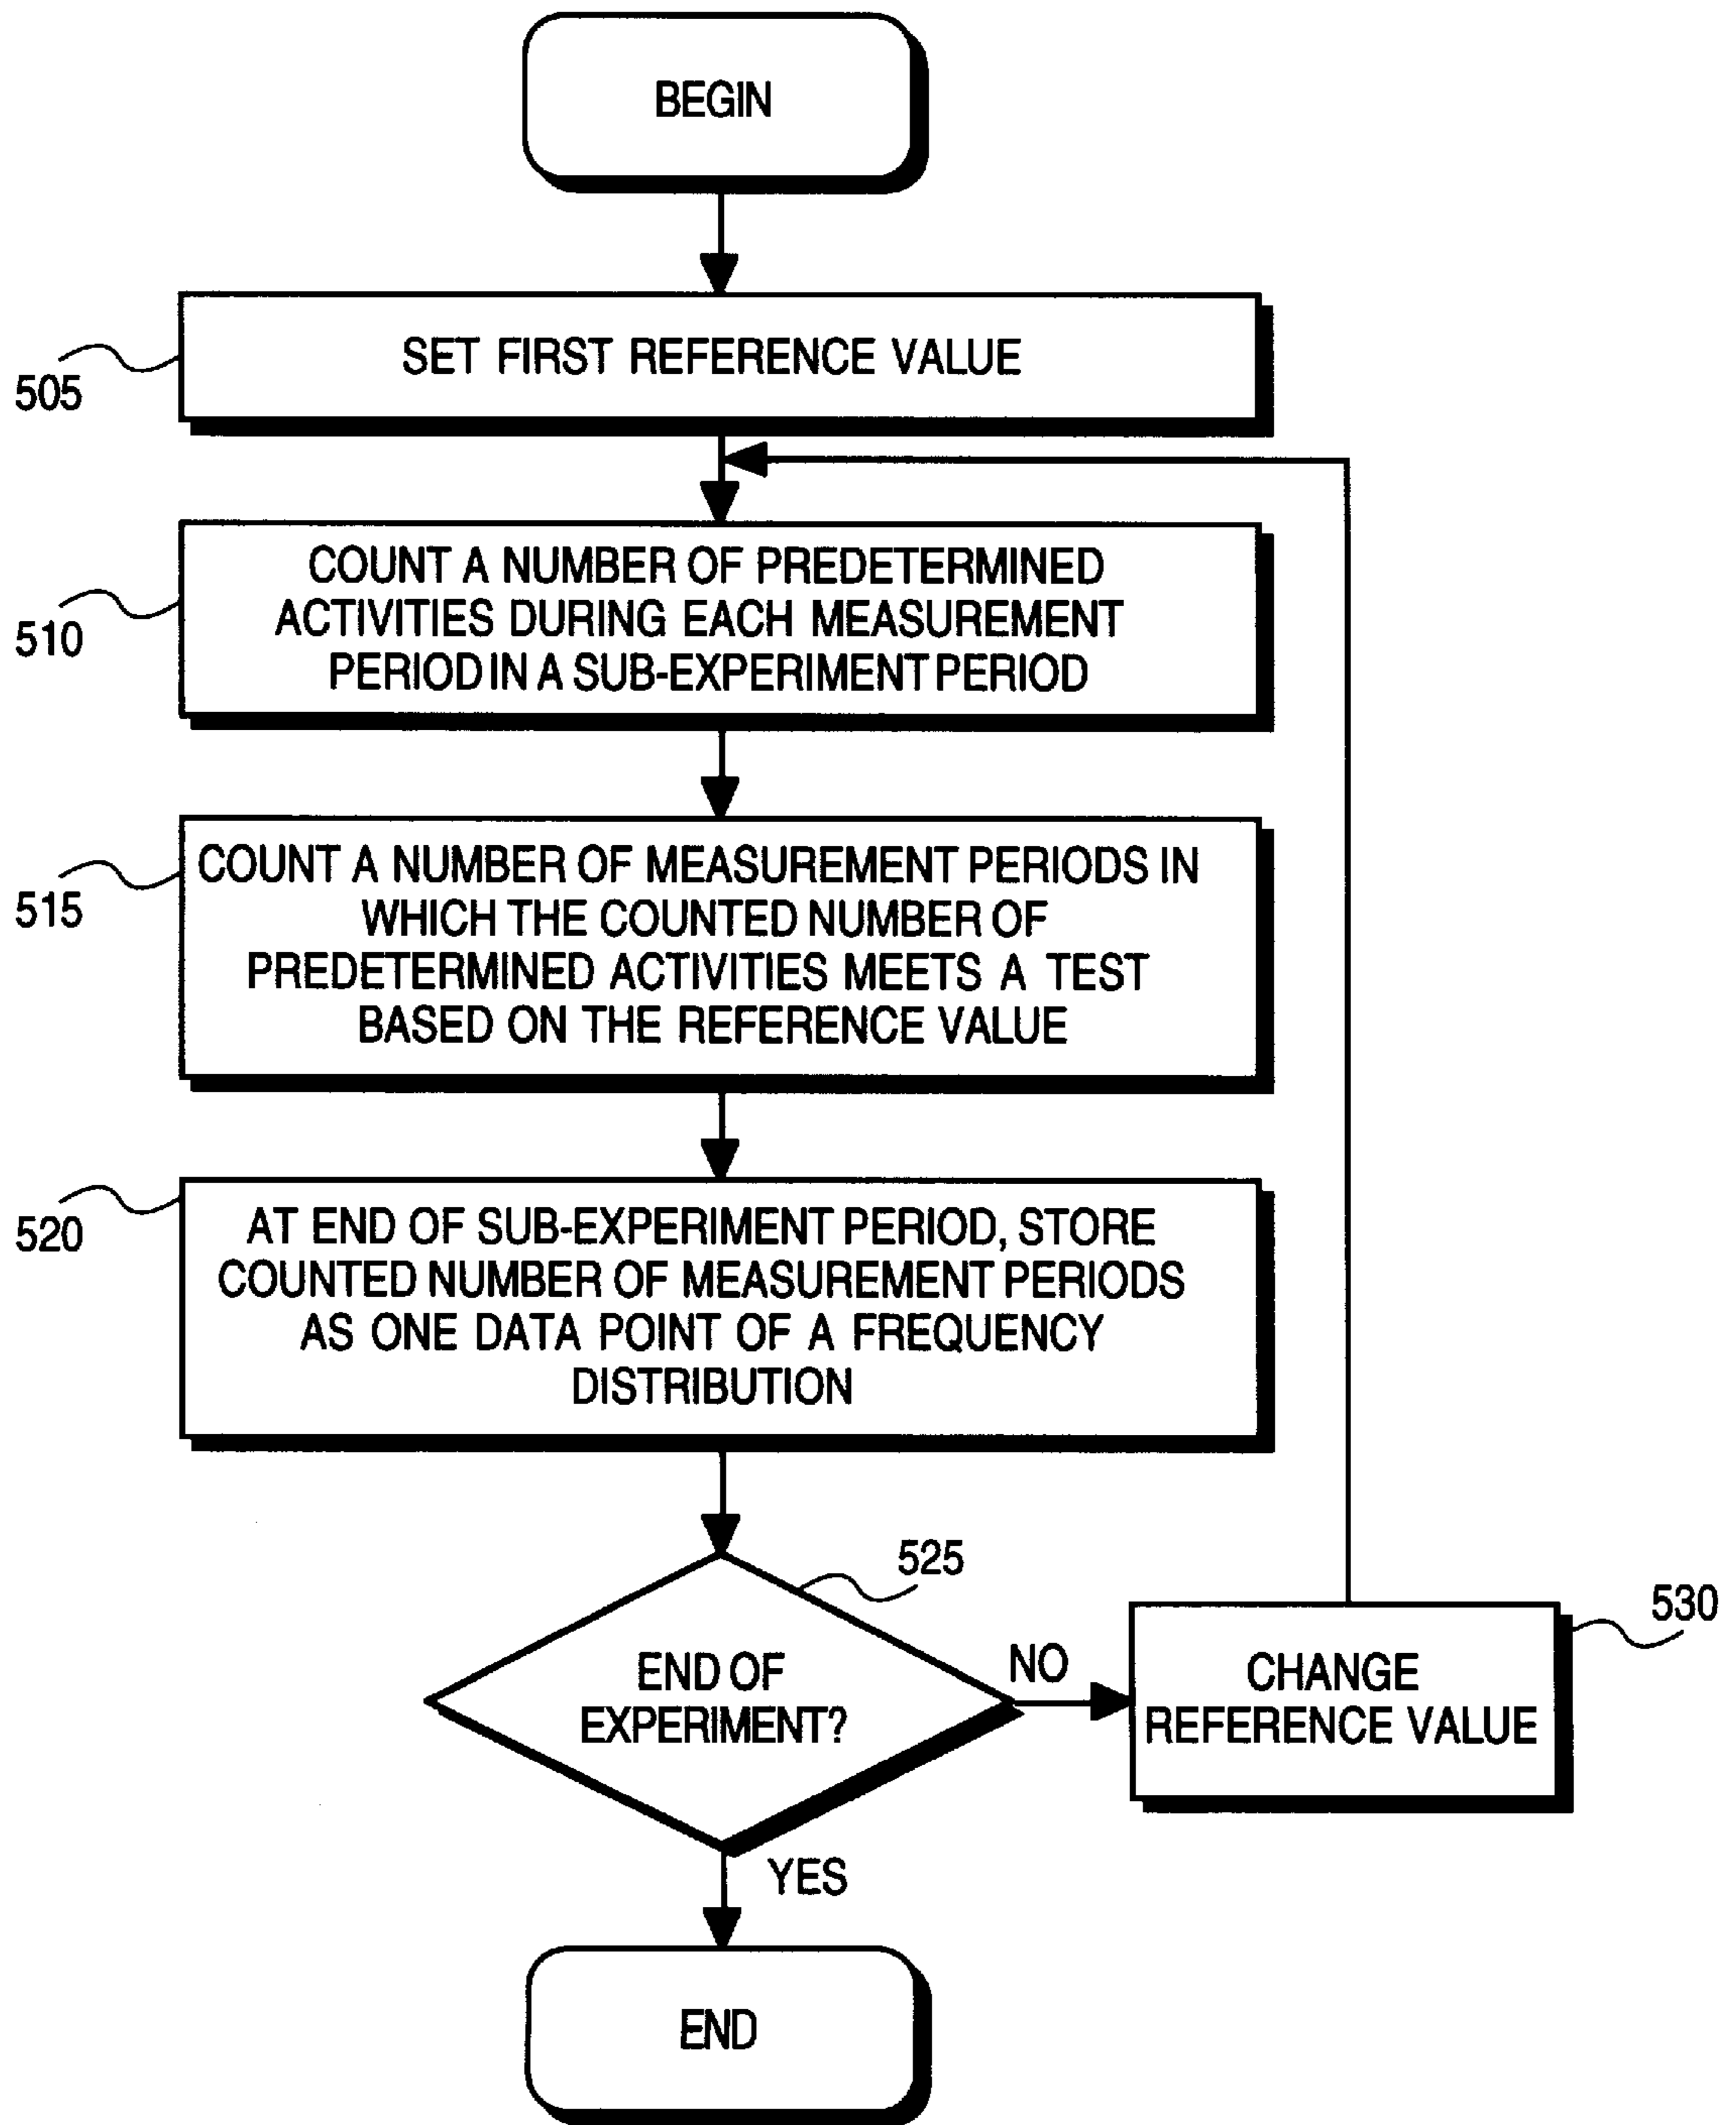 BEGIN
SET FIRST REFERENCE VALUE
505
COUNT A NUMBER OF PREDETERMINED
ACTIVITIES DURING EACH MEASUREMENT
PERIOD IN A SUB-EXPERIMENT PERIOD
510
COUNT A NUMBER OF MEASUREMENT PERIODS IN
WHICH THE COUNTED NUMBER OF
PREDETERMINED ACTIVITIES MEETS A TEST
BASED ON THE REFERENCE VALUE
515
AT END OF SUB-EXPERIMENT PERIOD, STORE
COUNTED NUMBER OF MEASUREMENT PERIODS
AS ONE DATA POINT OF A FREQUENCY
DISTRIBUTION
520
525
END OF
EXPERIMENT?
NO
CHANGE
REFERENCE VALUE
530
YES
END